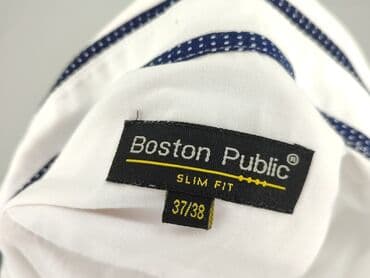 Boston Public®
SLIM FIT
37/38